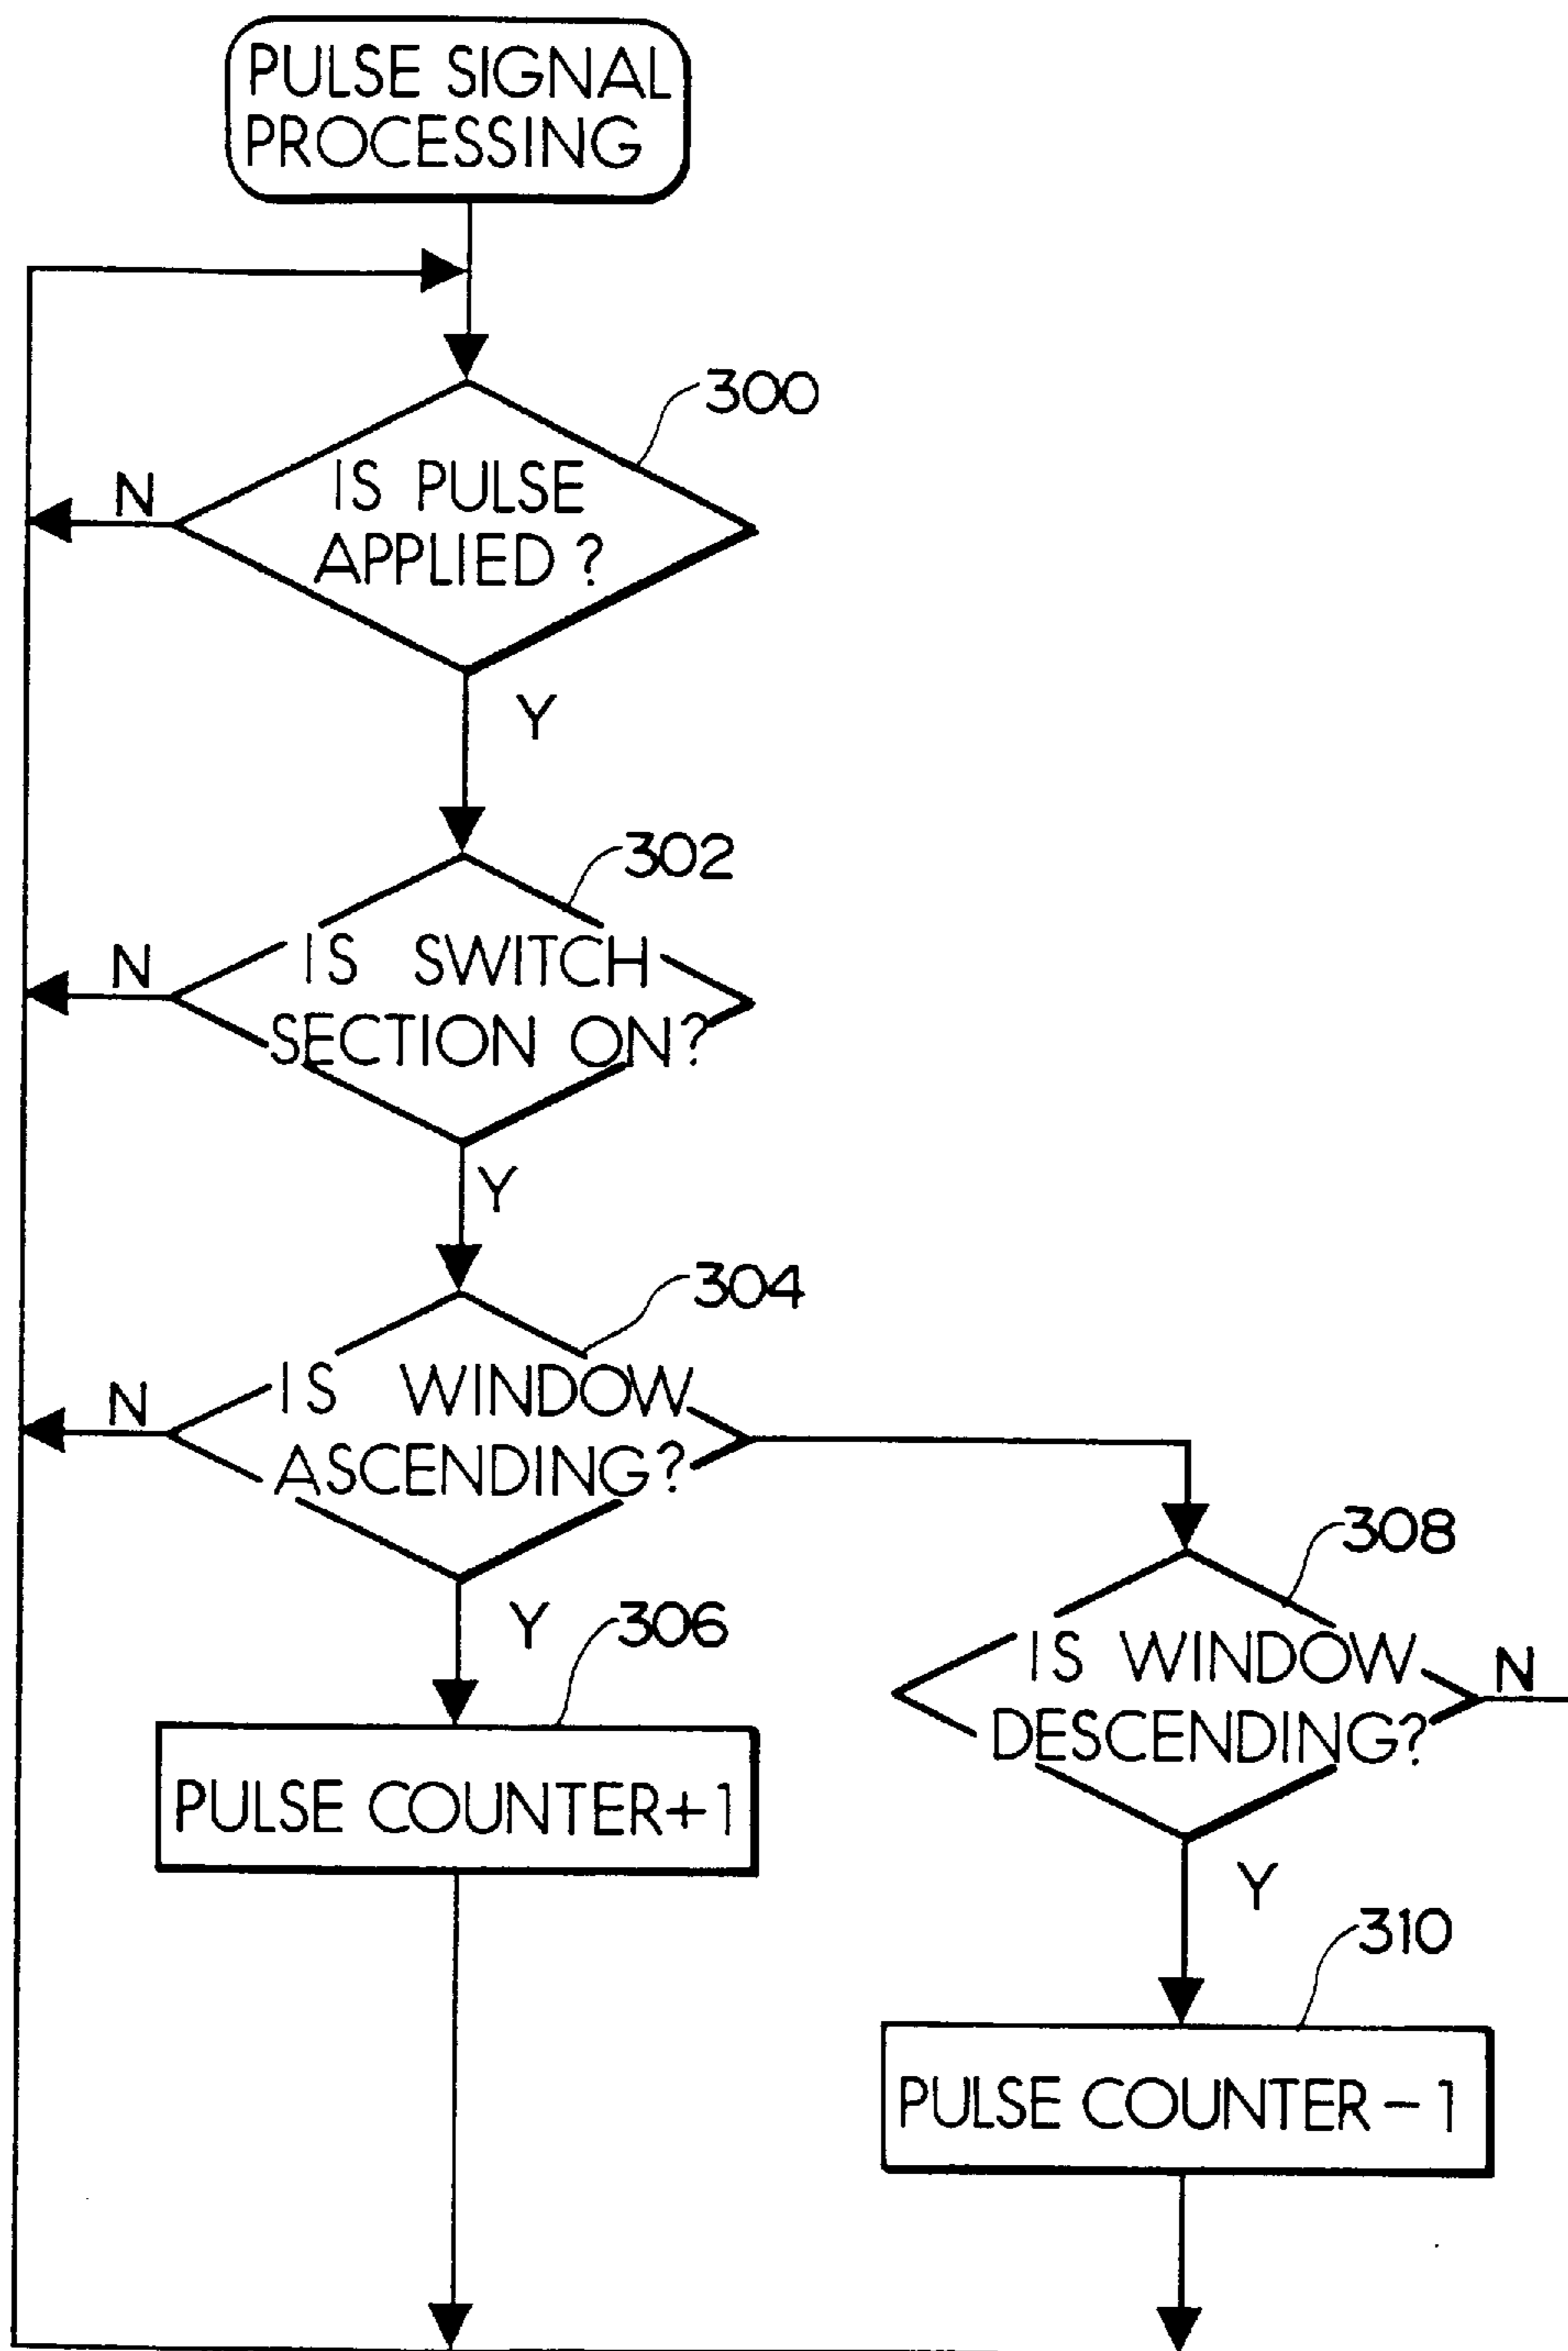 PULSE SIGNAL
PROCESSING
300
N
IS PULSE
APPLIED ?
Y
302
N
IS SWITCH
SECTION ON?
Y
304
N
IS WINDOW
ASCENDING?
308
Y
306
IS WINDOW
N
DESCENDING?
PULSE COUNTER+1
Y
310
PULSE COUNTER-1